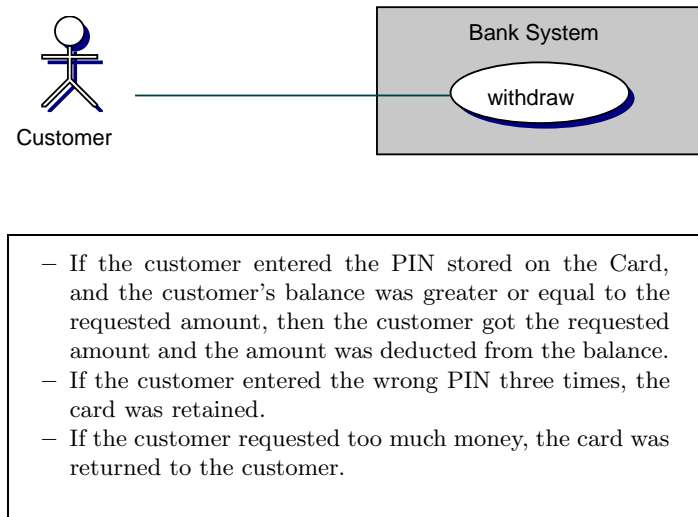 Bank System
withdraw
Customer
– If the customer entered the PIN stored on the Card,
and the customer's balance was greater or equal to the
requested amount, then the customer got the requested
amount and the amount was deducted from the balance.
– If the customer entered the wrong PIN three times, the
card was retained.
– If the customer requested too much money, the card was
returned to the customer.